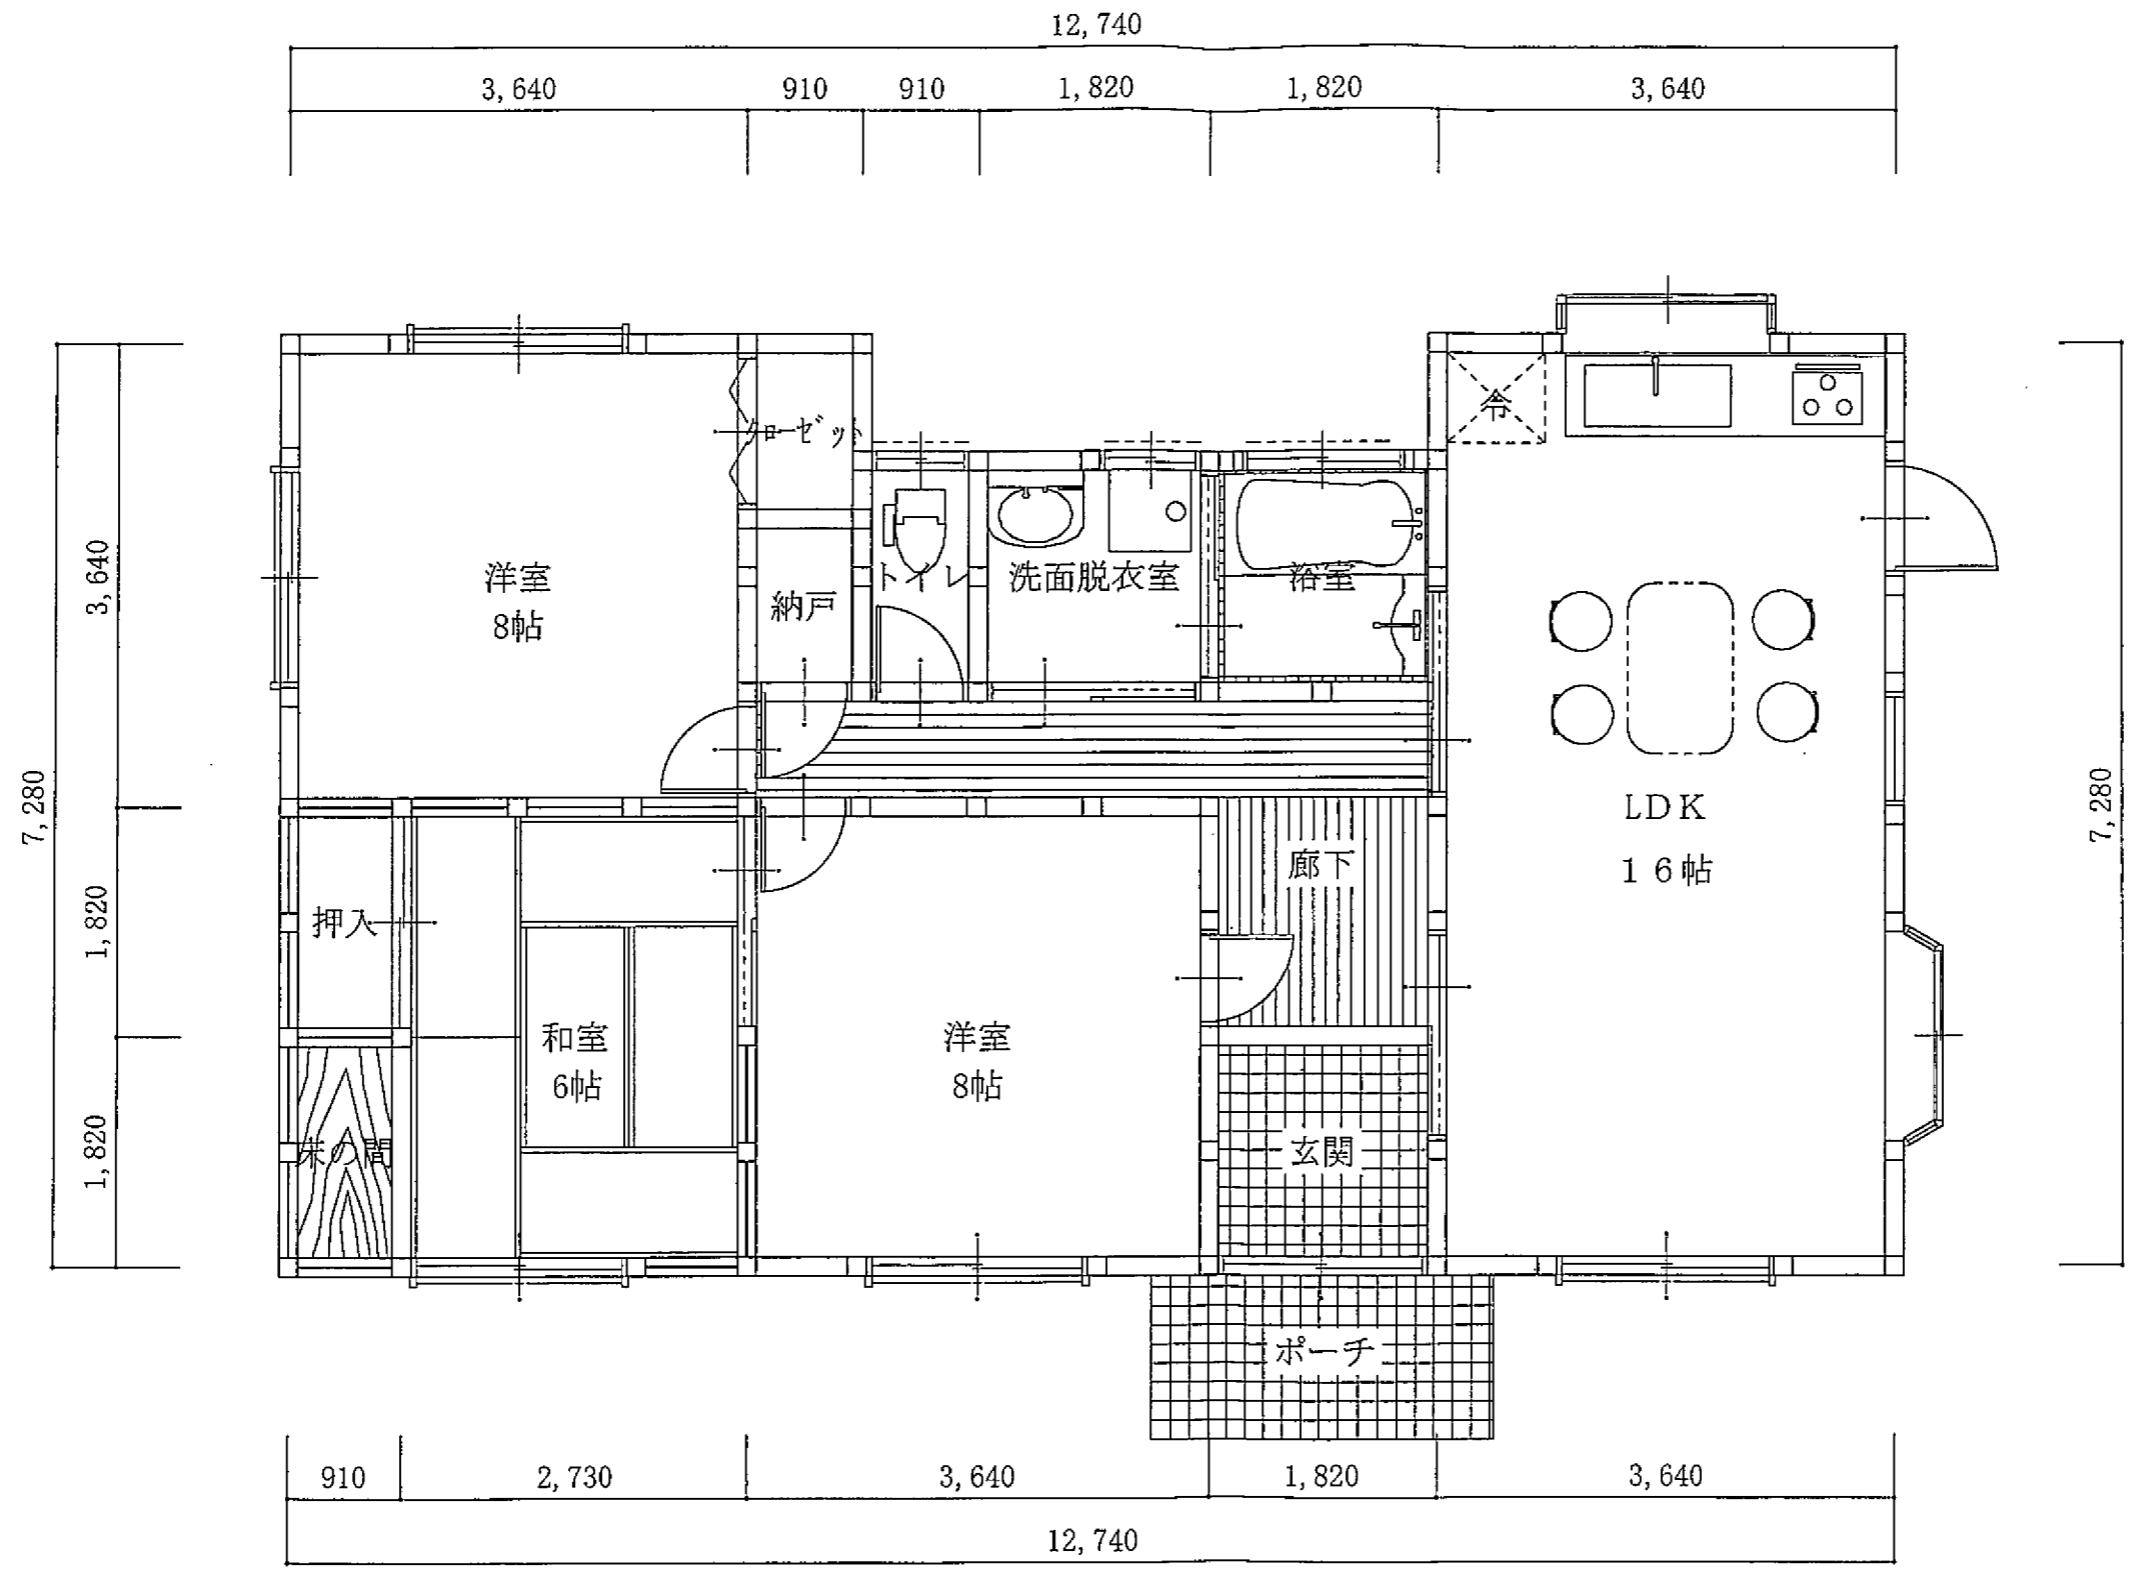 12,740
3,640
910
910
1,820
1,820
3,640
冷
クローゼット
洋室
8帖
納戸
トイレ
洗面脱衣室
浴室
3,640
7,280
1,820
1,820
LDK
16帖
7,280
押入
廊下
和室
6帖
洋室
8帖
床の間
玄関
ポーチ
910
2,730
3,640
1,820
3,640
12,740